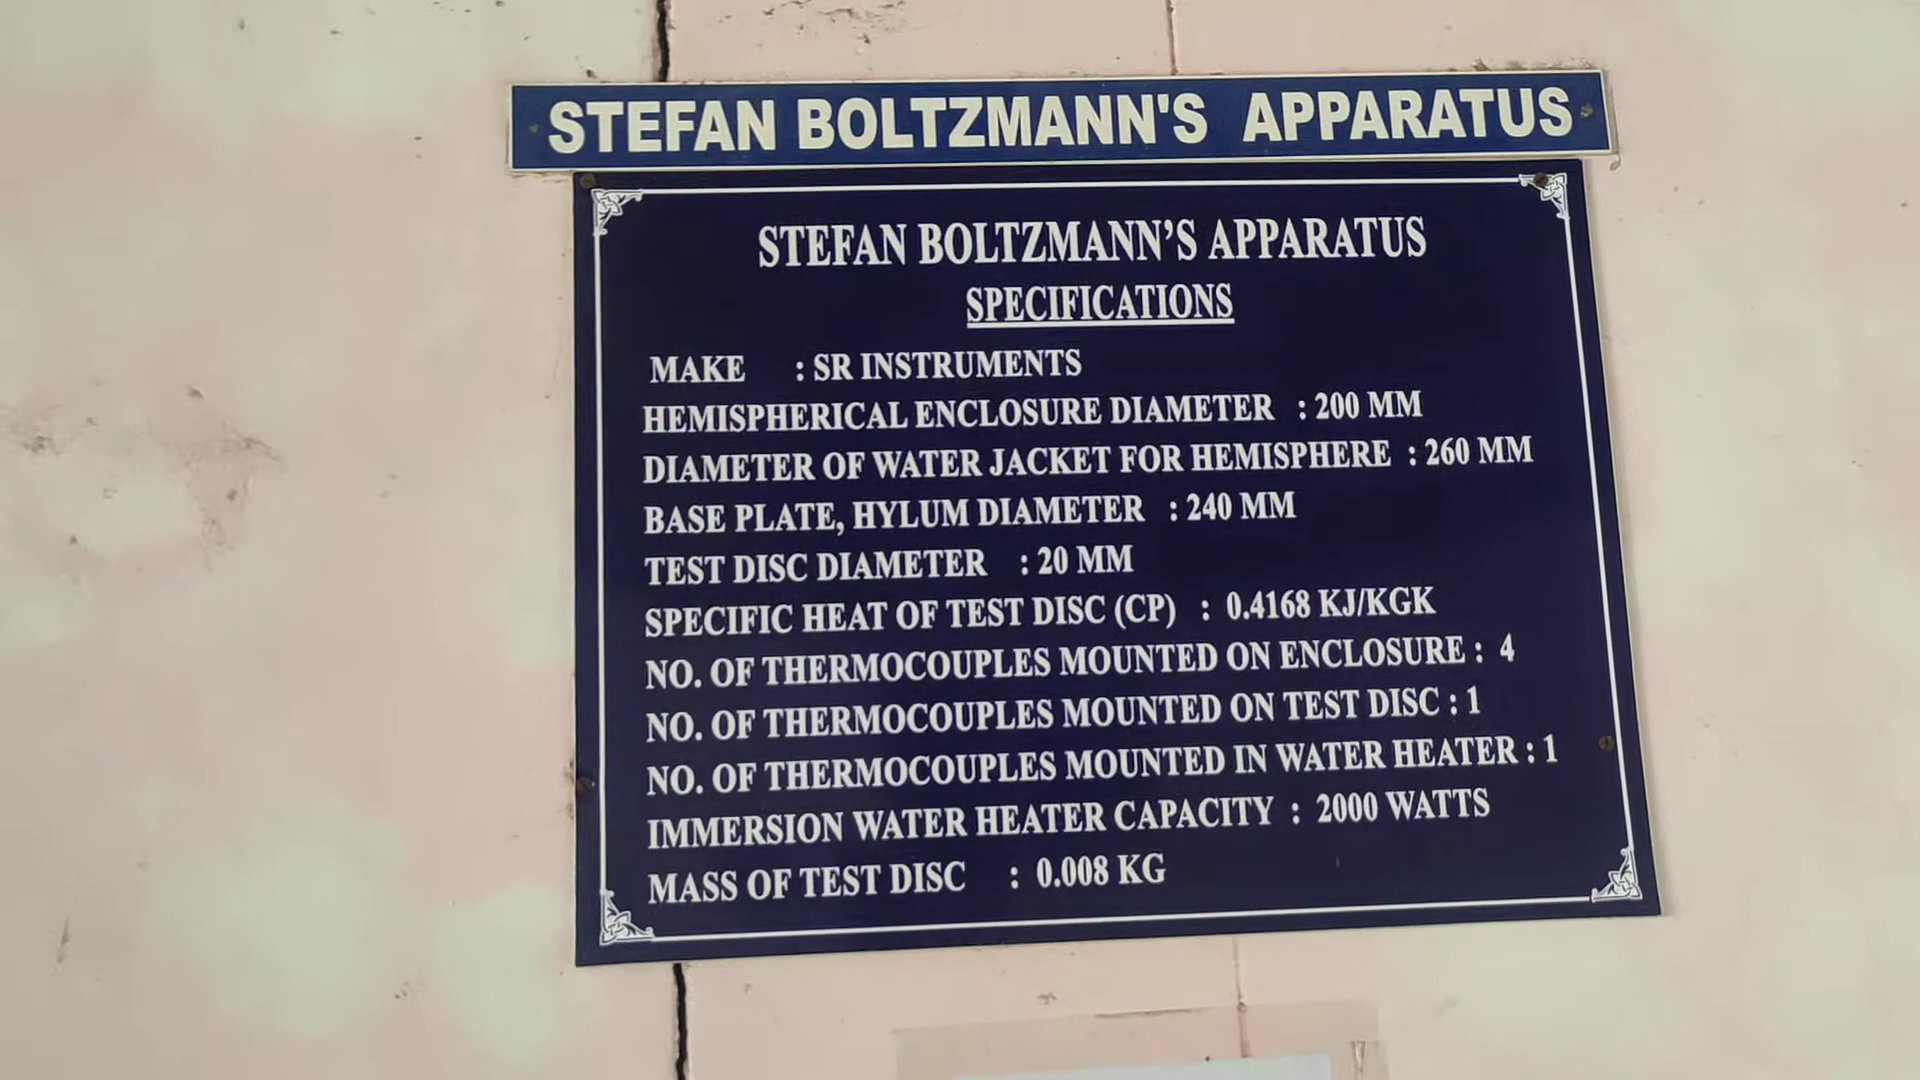 STEFAN BOLTZMANN'S APPARATUS
STEFAN BOLTZMANN'S APPARATUS
SPECIFICATIONS
MAKE : SR INSTRUMENTS
HEMISPHERICAL ENCLOSURE DIAMETER : 200 MM
DIAMETER OF WATER JACKET FOR HEMISPHERE : 260 MM
BASE PLATE, HYLUM DIAMETER : 240 MM
TEST DISC DIAMETER : 20 MM
SPECIFIC HEAT OF TEST DISC (CP) : 0.4168 KJ/KGK
NO. OF THERMOCOUPLES MOUNTED ON ENCLOSURE : 4
NO. OF THERMOCOUPLES MOUNTED ON TEST DISC : 1
NO. OF THERMOCOUPLES MOUNTED IN WATER HEATER : 1
IMMERSION WATER HEATER CAPACITY : 2000 WATTS
MASS OF TEST DISC : 0.008 KG